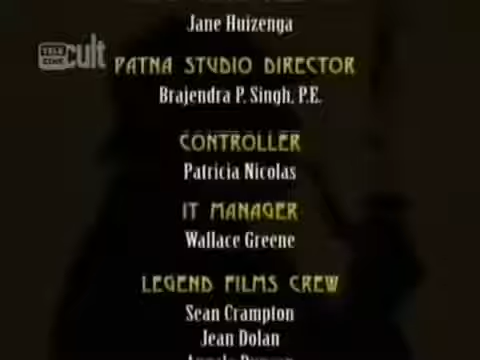 Jane Huizenga
TELE
CINE
cult
PATNA STUDIO DIRECTOR
Brajendra P. Singh, P.E.
CONTROLLER
Patricia Nicolas
IT MANAGER
Wallace Greene
LEGEND FILMS CREW
Sean Crampton
Jean Dolan